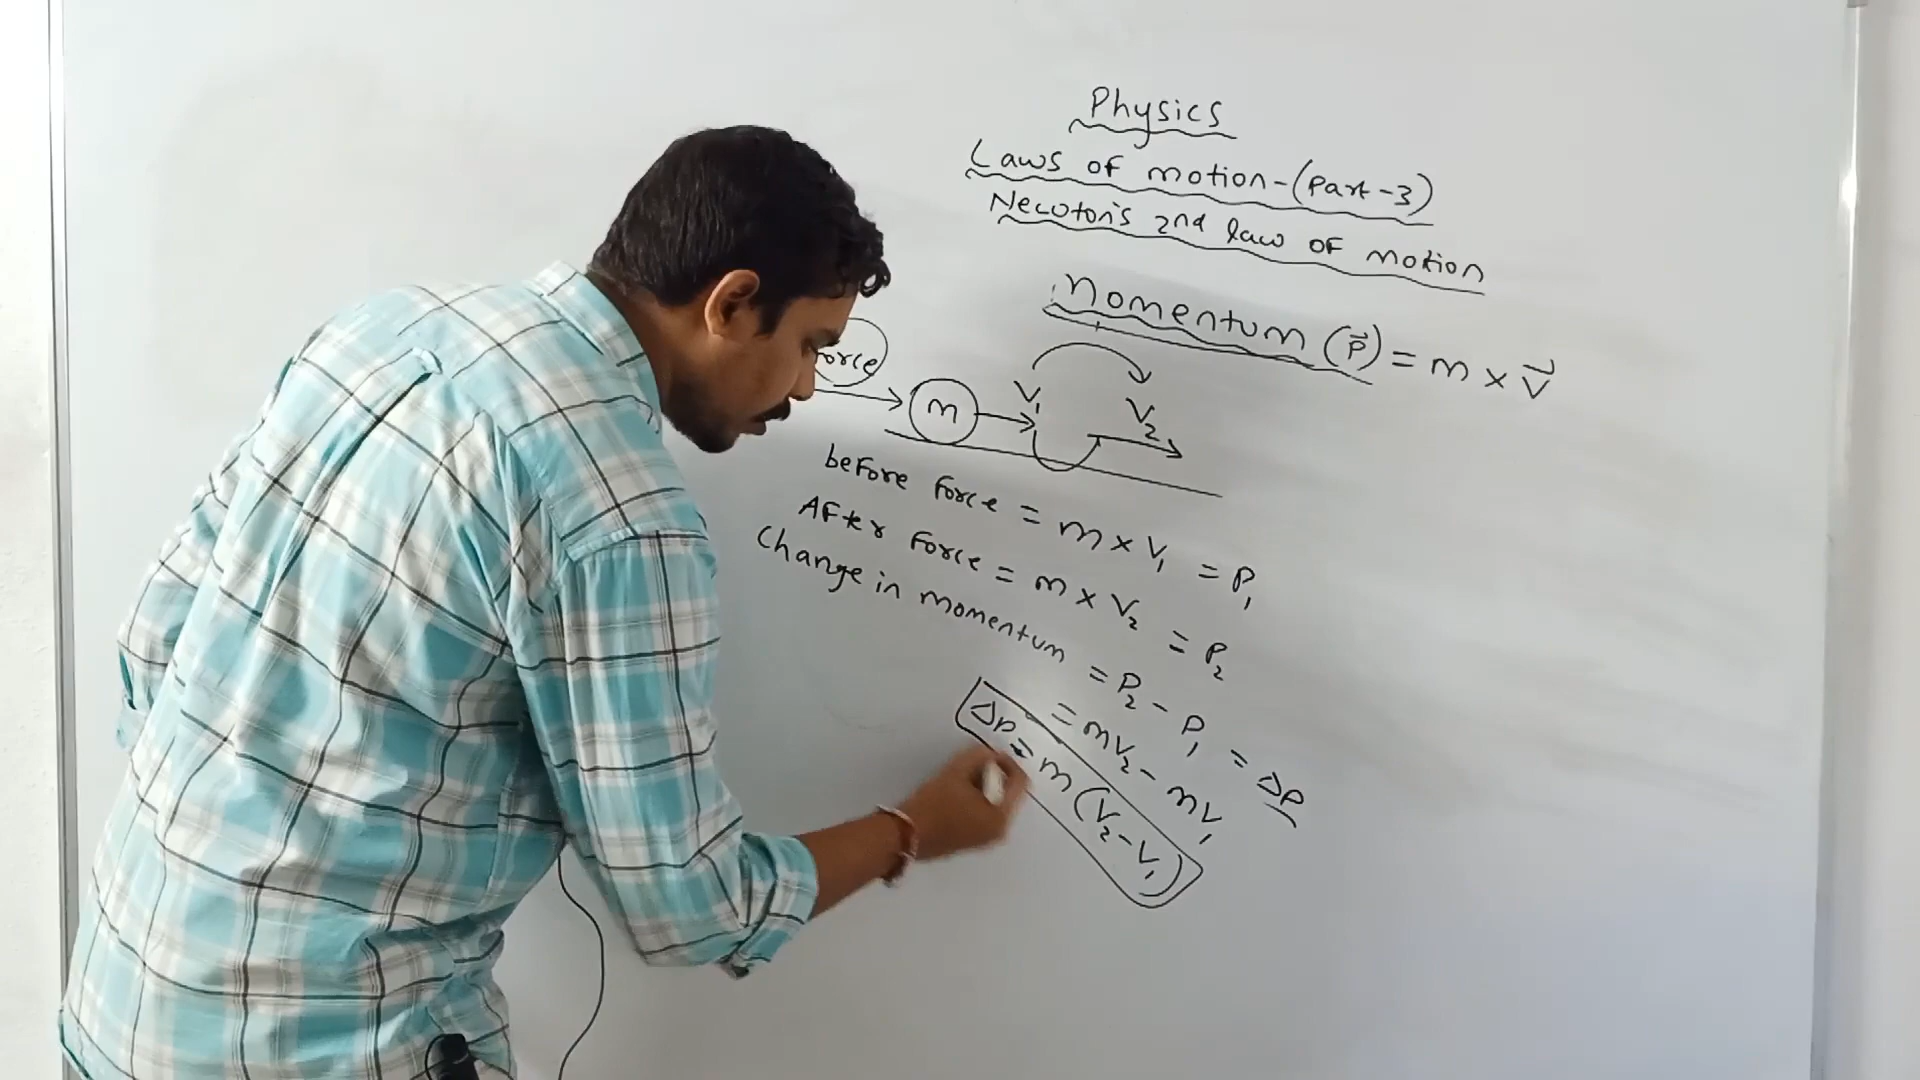 Physics
Laws of motion - (Part-3)
Newton's 2nd law of motion
Momentum (P⃗) = m × V⃗
Force
m
V₁
V₂
before Force = m × V₁ = P₁
After Force = m × V₂ = P₂
Change in momentum = P₂ - P₁ = ΔP
= mV₂ - mV₁
ΔP = m (V₂ - V₁)